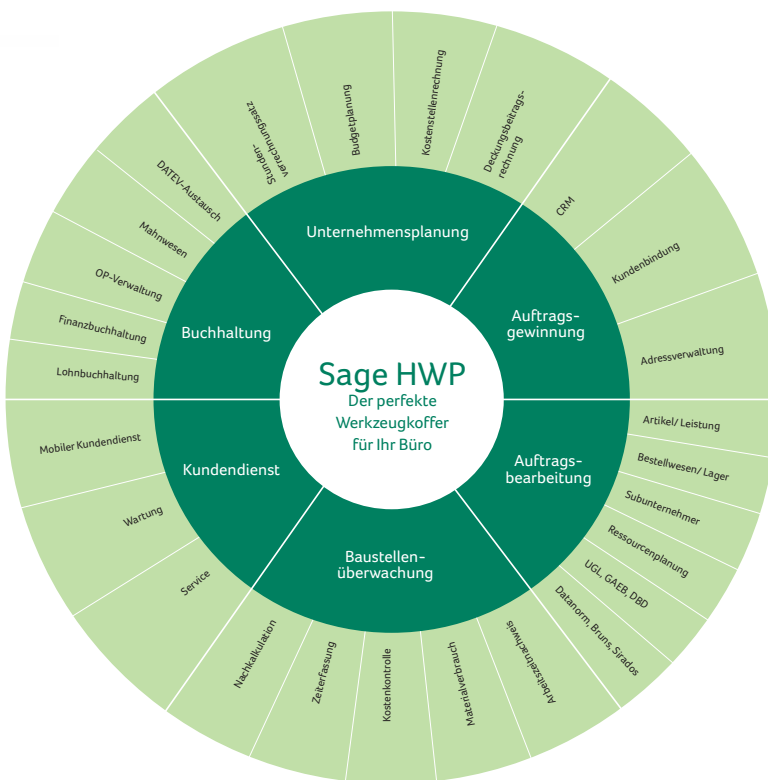 Sage HWP
Der perfekte
Werkzeugkoffer
für Ihr Büro
Unternehmensplanung
Stunden-
verrechnungssatz
Budgetplanung
Kostenstellenrechnung
Deckungsbeitrags-
rechnung
Auftrags-
gewinnung
CRM
Kundenbindung
Adressverwaltung
Auftrags-
bearbeitung
Artikel/ Leistung
Bestellwesen/ Lager
Subunternehmer
Ressourcenplanung
UGL, GAEB, DBD
Datanorm, Bruns, Sirados
Baustellen-
überwachung
Arbeitszeitnachweis
Materialverbrauch
Kostenkontrolle
Zeiterfassung
Nachkalkulation
Kundendienst
Service
Wartung
Mobiler Kundendienst
Buchhaltung
Lohnbuchhaltung
Finanzbuchhaltung
OP-Verwaltung
Mahnwesen
DATEV-Austausch